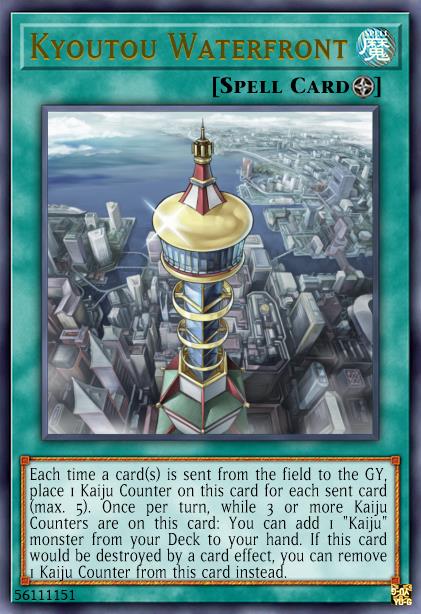 Kyoutou Waterfront
SPELL
魔
[Spell Card]
Each time a card(s) is sent from the field to the GY,
place 1 Kaiju Counter on this card for each sent card
(max. 5). Once per turn, while 3 or more Kaiju
Counters are on this card: You can add 1 "Kaiju"
monster from your Deck to your hand. If this card
would be destroyed by a card effect, you can remove
1 Kaiju Counter from this card instead.
56111151